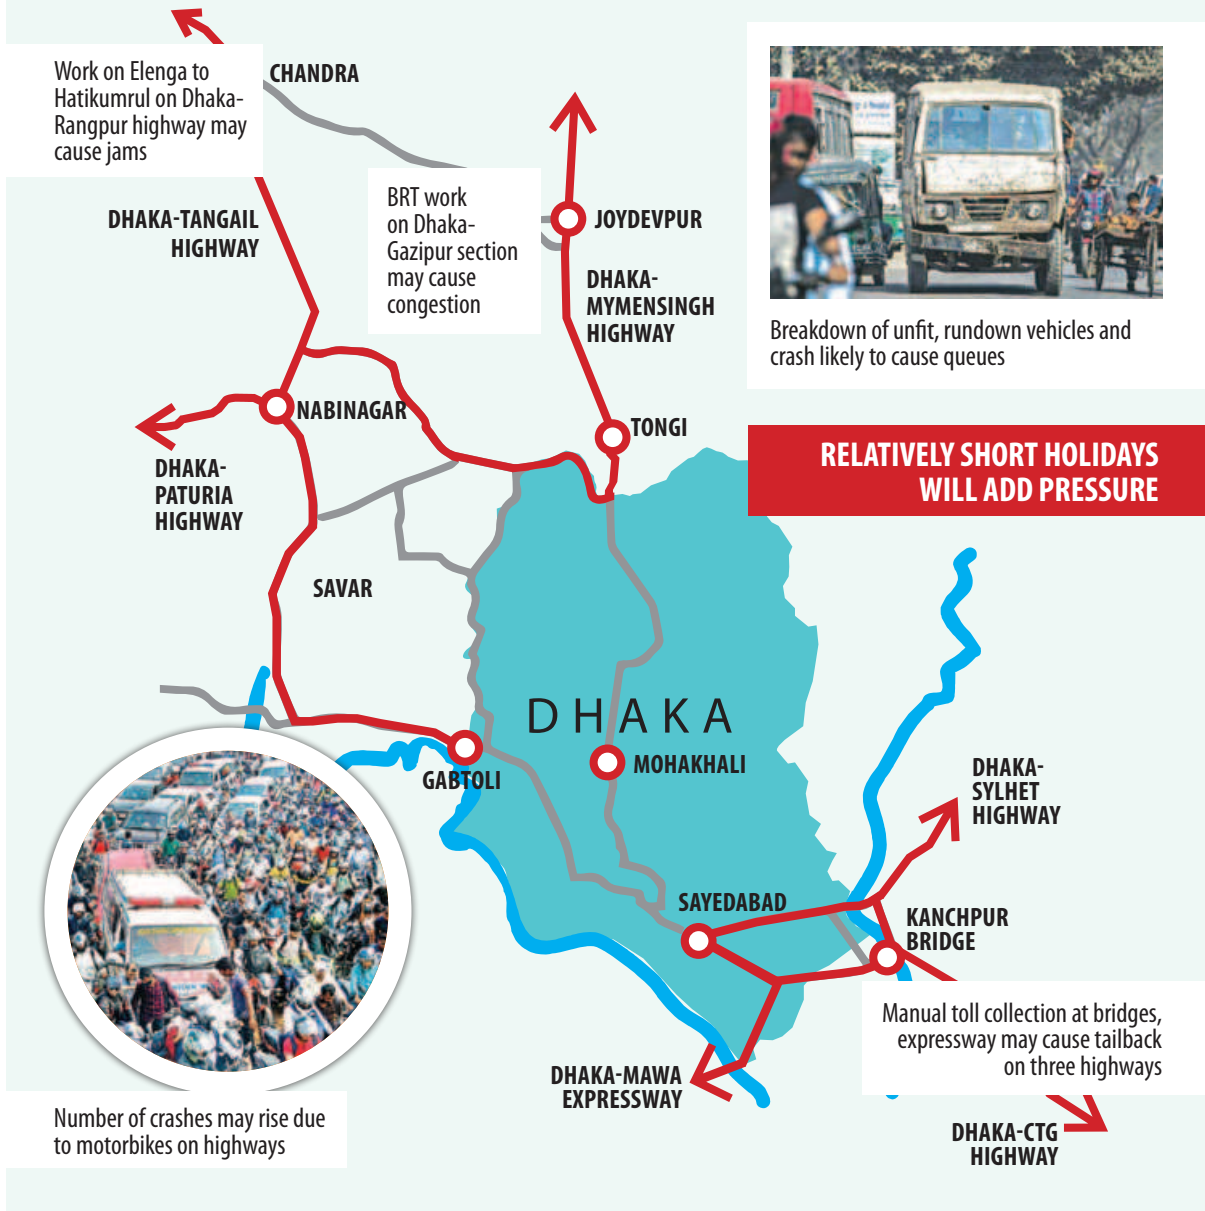 Work on Elenga to
Hatikumrul on Dhaka-
Rangpur highway may
cause jams
CHANDRA
DHAKA-TANGAIL
HIGHWAY
BRT work
on Dhaka-
Gazipur section
may cause
congestion
JOYDEVPUR
DHAKA-
MYMENSINGH
HIGHWAY
Breakdown of unfit, rundown vehicles and
crash likely to cause queues
NABINAGAR
TONGI
RELATIVELY SHORT HOLIDAYS
WILL ADD PRESSURE
DHAKA-
PATURIA
HIGHWAY
SAVAR
DHAKA
GABTOLI
MOHAKHALI
DHAKA-
SYLHET
HIGHWAY
SAYEDABAD
KANCHPUR
BRIDGE
Manual toll collection at bridges,
expressway may cause tailback
on three highways
DHAKA-MAWA
EXPRESSWAY
Number of crashes may rise due
to motorbikes on highways
DHAKA-CTG
HIGHWAY